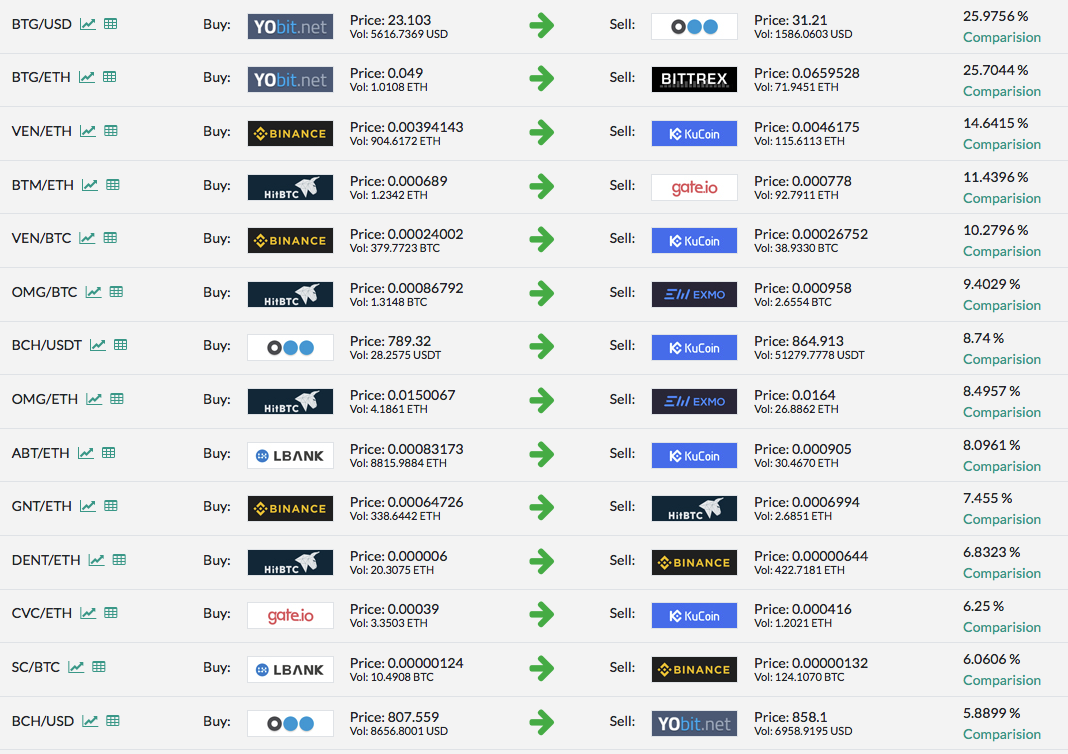 BTG/USD Buy: YObit.net Price: 23.103 Sell: Price: 31.21 25.9756 %
Vol: 5616.7369 USD Vol: 1586.0603 USD Comparision
BTG/ETH Buy: YObit.net Price: 0.049 Sell: BITTREX Price: 0.0659528 25.7044 %
Vol: 1.0108 ETH Vol: 71.9451 ETH Comparision
VEN/ETH Buy: BINANCE Price: 0.00394143 Sell: KuCoin Price: 0.0046175 14.6415 %
Vol: 904.6172 ETH Vol: 115.6113 ETH Comparision
BTM/ETH Buy: HitBTC Price: 0.000689 Sell: gate.io Price: 0.000778 11.4396 %
Vol: 1.2342 ETH Vol: 92.7911 ETH Comparision
VEN/BTC Buy: BINANCE Price: 0.00024002 Sell: KuCoin Price: 0.00026752 10.2796 %
Vol: 379.7723 BTC Vol: 38.9330 BTC Comparision
OMG/BTC Buy: HitBTC Price: 0.00086792 Sell: EXMO Price: 0.000958 9.4029 %
Vol: 1.3148 BTC Vol: 2.6554 BTC Comparision
BCH/USDT Buy: Price: 789.32 Sell: KuCoin Price: 864.913 8.74 %
Vol: 28.2575 USDT Vol: 51279.7778 USDT Comparision
OMG/ETH Buy: HitBTC Price: 0.0150067 Sell: EXMO Price: 0.0164 8.4957 %
Vol: 4.1861 ETH Vol: 26.8862 ETH Comparision
ABT/ETH Buy: LBANK Price: 0.00083173 Sell: KuCoin Price: 0.000905 8.0961 %
Vol: 8815.9884 ETH Vol: 30.4670 ETH Comparision
GNT/ETH Buy: BINANCE Price: 0.00064726 Sell: HitBTC Price: 0.0006994 7.455 %
Vol: 338.6442 ETH Vol: 2.6851 ETH Comparision
DENT/ETH Buy: HitBTC Price: 0.000006 Sell: BINANCE Price: 0.00000644 6.8323 %
Vol: 20.3075 ETH Vol: 422.7181 ETH Comparision
CVC/ETH Buy: gate.io Price: 0.00039 Sell: KuCoin Price: 0.000416 6.25 %
Vol: 3.3503 ETH Vol: 1.2021 ETH Comparision
SC/BTC Buy: LBANK Price: 0.00000124 Sell: BINANCE Price: 0.00000132 6.0606 %
Vol: 10.4908 BTC Vol: 124.1070 BTC Comparision
BCH/USD Buy: Price: 807.559 Sell: YObit.net Price: 858.1 5.8899 %
Vol: 8656.8001 USD Vol: 6958.9195 USD Comparision